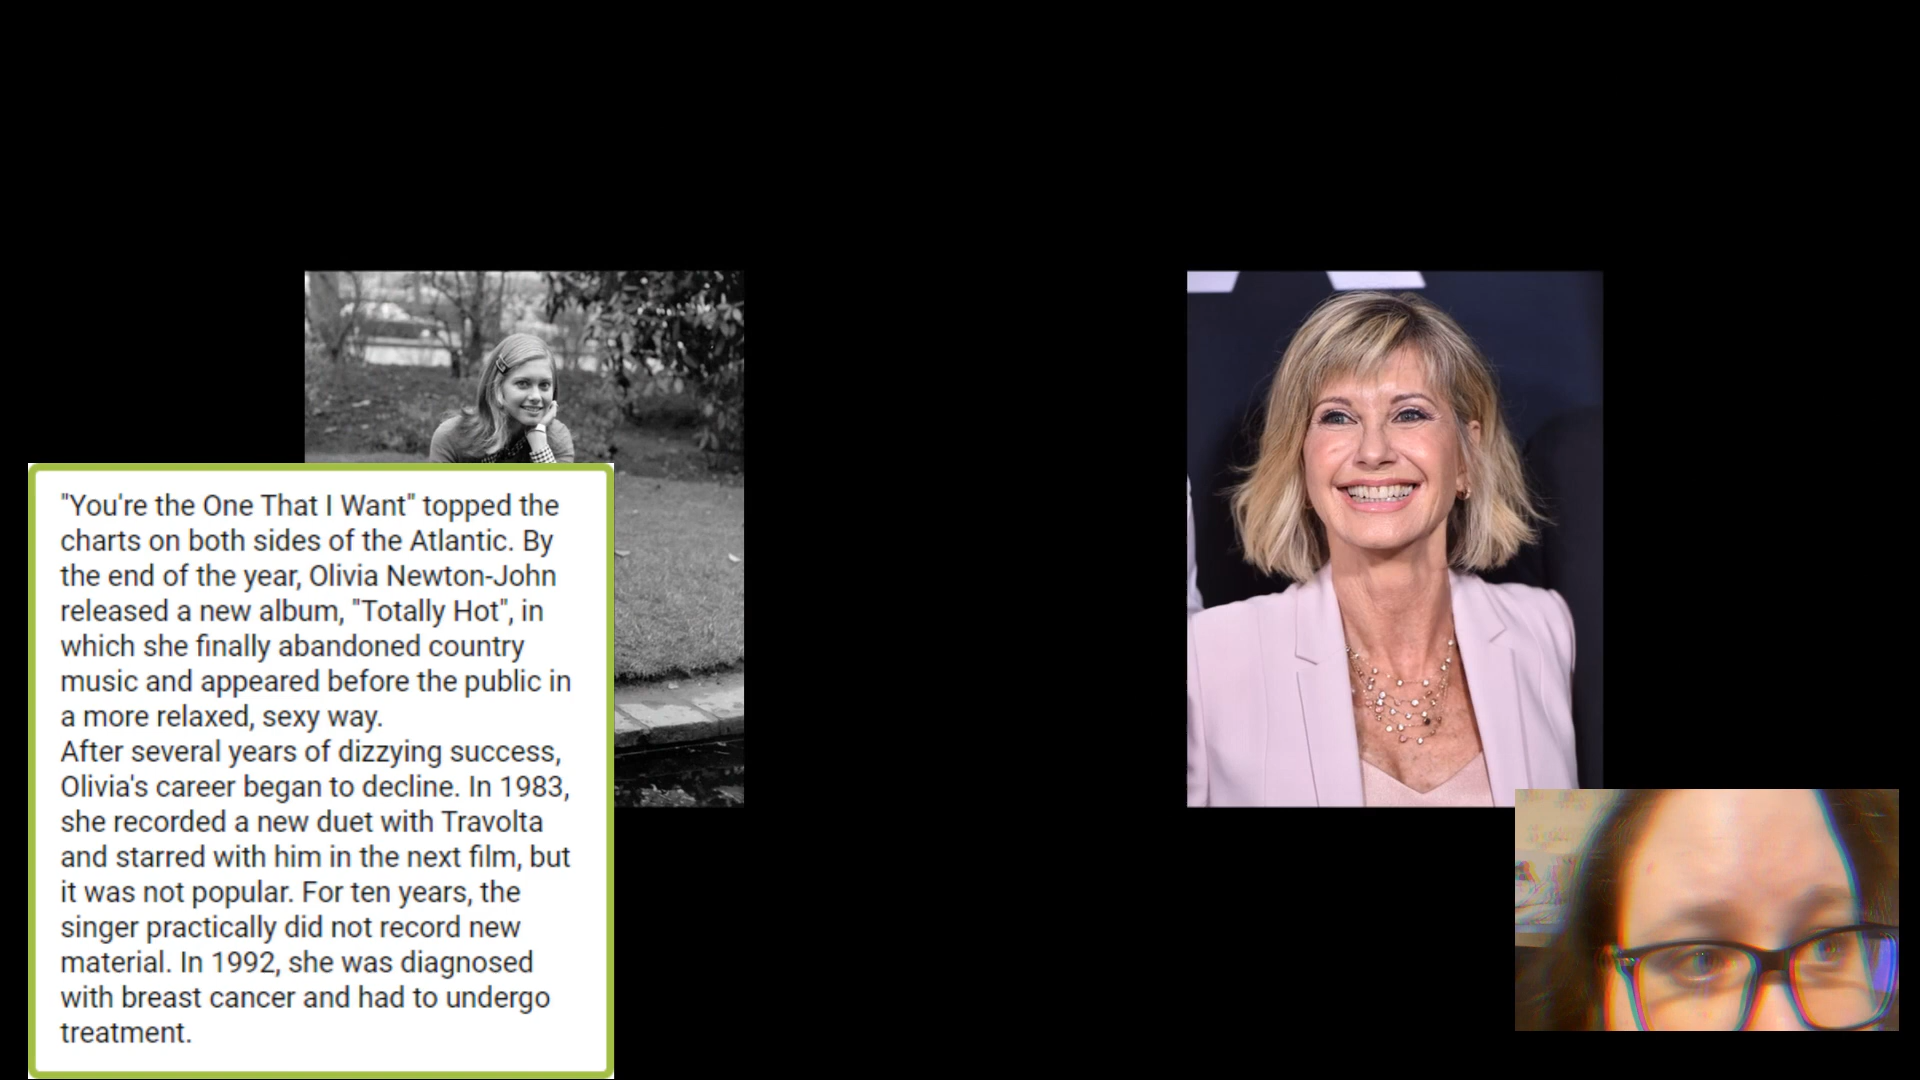 "You're the One That I Want" topped the
charts on both sides of the Atlantic. By
the end of the year, Olivia Newton-John
released a new album, "Totally Hot", in
which she finally abandoned country
music and appeared before the public in
a more relaxed, sexy way.
After several years of dizzying success,
Olivia's career began to decline. In 1983,
she recorded a new duet with Travolta
and starred with him in the next film, but
it was not popular. For ten years, the
singer practically did not record new
material. In 1992, she was diagnosed
with breast cancer and had to undergo
treatment.